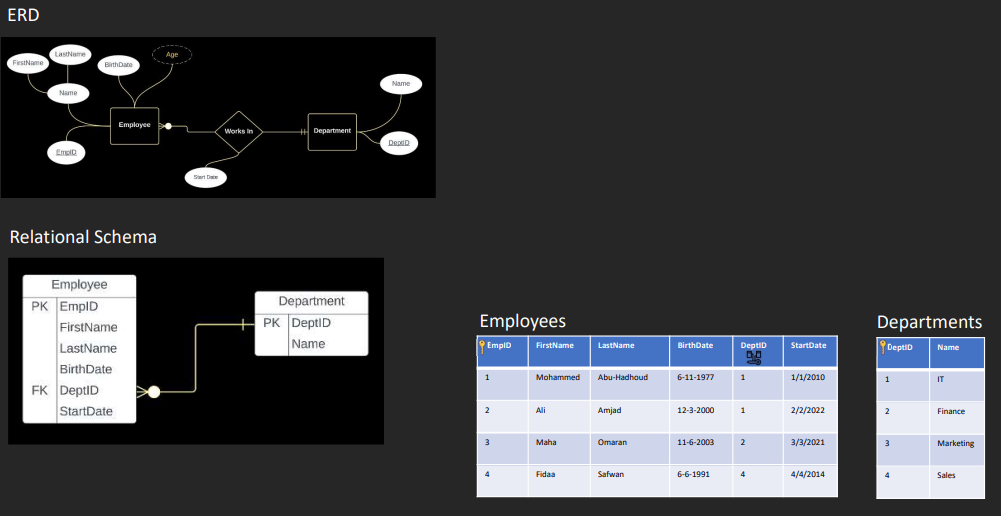 ERD
LastName
FirstName
BirthDate
Age
Name
Name
Employee
Works In
Department
EmpID
DeptID
Start Date
Relational Schema
Employee
PK EmpID
FirstName
LastName
BirthDate
FK DeptID
StartDate
Department
PK DeptID
Name
Employees
EmpID FirstName LastName BirthDate DeptID StartDate
1 Mohammed Abu-Hadhoud 6-11-1977 1 1/1/2010
2 Ali Amjad 12-3-2000 1 2/2/2022
3 Maha Omaran 11-6-2003 2 3/3/2021
4 Fidaa Safwan 6-6-1991 4 4/4/2014
Departments
DeptID Name
1 IT
2 Finance
3 Marketing
4 Sales